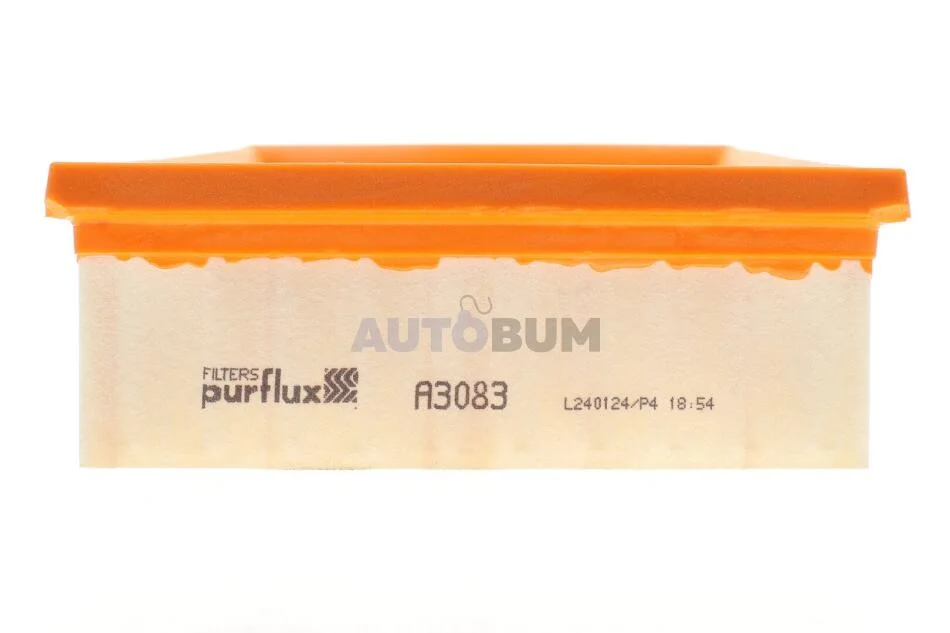 AUTOBUM
FILTERS
purflux
A3083
L240124/P4 18:54